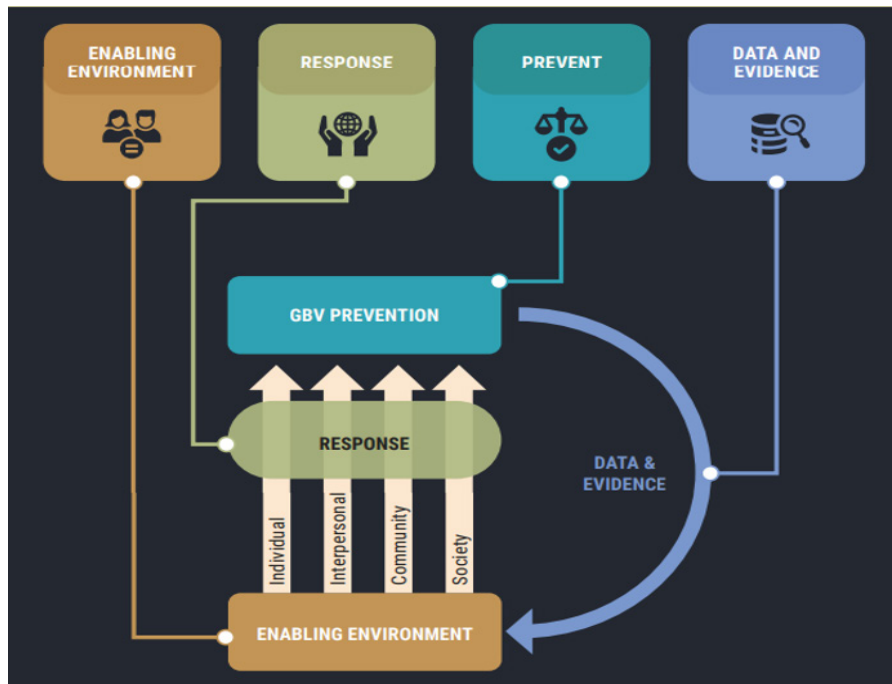 ENABLING
ENVIRONMENT
RESPONSE
PREVENT
DATA AND
EVIDENCE
GBV PREVENTION
RESPONSE
DATA &
EVIDENCE
Individual
Interpersonal
Community
Society
ENABLING ENVIRONMENT